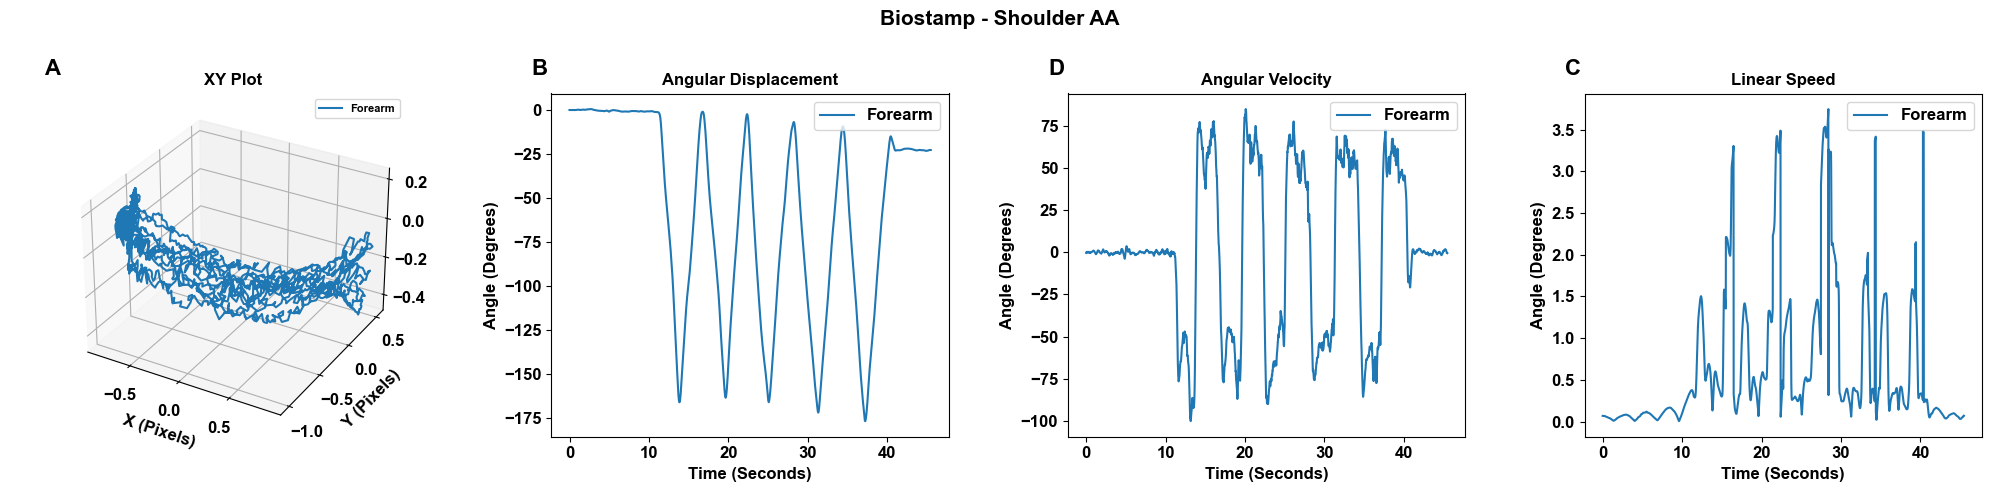 Biostamp - Shoulder AA
A
XY Plot
Forearm
0.2
0.0
−0.2
−0.4
−0.5
0.0
0.5
X (Pixels)
−1.0
−0.5
0.0
0.5
Y (Pixels)
B
Angular Displacement
Forearm
0
−25
−50
−75
−100
−125
−150
−175
Angle (Degrees)
0
10
20
30
40
Time (Seconds)
D
Angular Velocity
Forearm
75
50
25
0
−25
−50
−75
−100
Angle (Degrees)
0
10
20
30
40
Time (Seconds)
C
Linear Speed
Forearm
3.5
3.0
2.5
2.0
1.5
1.0
0.5
0.0
Angle (Degrees)
0
10
20
30
40
Time (Seconds)